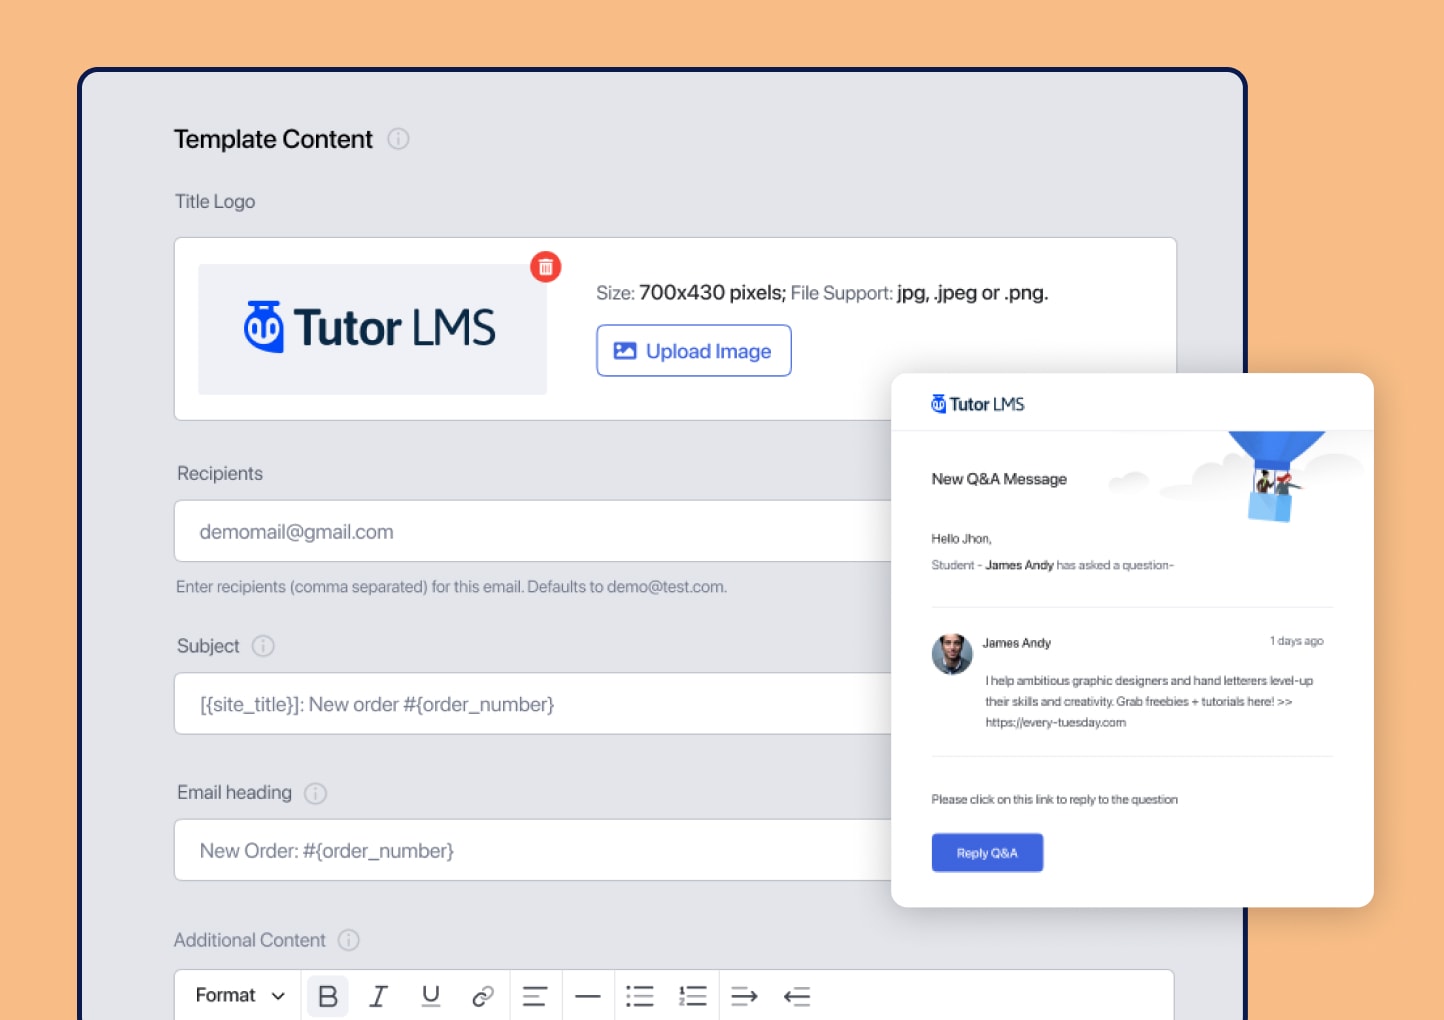 Template Content
Title Logo
Tutor LMS
Size: 700x430 pixels; File Support: jpg, .jpeg or .png.
Upload Image
Recipients
demomail@gmail.com
Enter recipients (comma separated) for this email. Defaults to demo@test.com.
Subject
[{site_title}]: New order #{order_number}
Email heading
New Order: #{order_number}
Additional Content
Format
B I U
Tutor LMS
New Q&A Message
Hello Jhon,
Student - James Andy has asked a question-
James Andy
1 days ago
I help ambitious graphic designers and hand letterers level-up
their skills and creativity. Grab freebies + tutorials here! >>
https://every-tuesday.com
Please click on this link to reply to the question
Reply Q&A